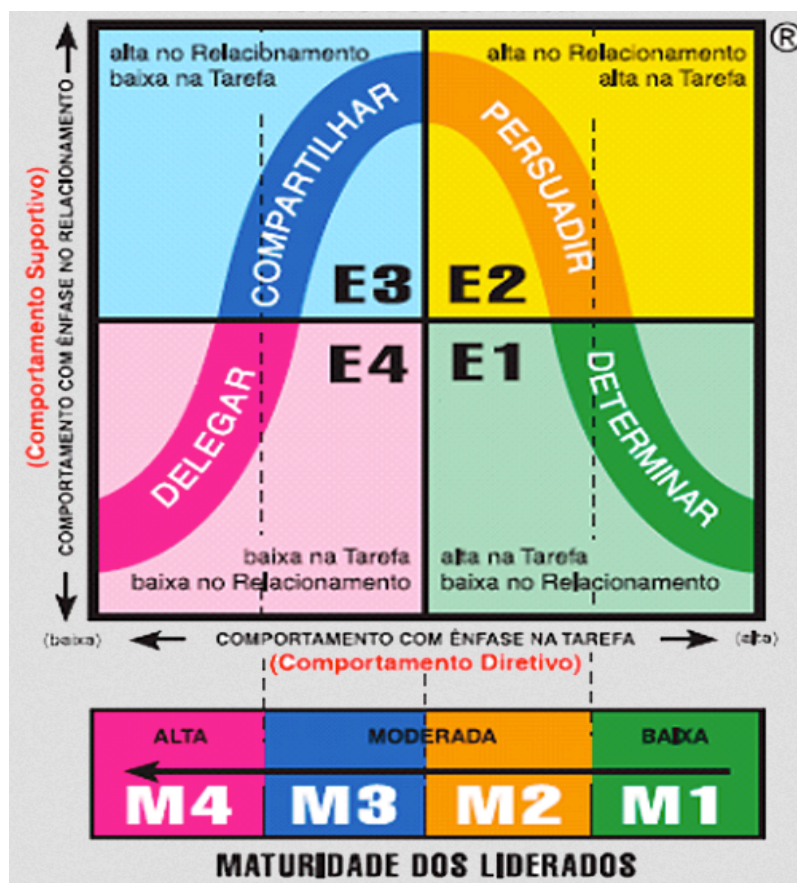 ®
alta no Relacionamento
baixa na Tarefa
alta no Relacionamento
alta na Tarefa
COMPARTILHAR
PERSUADIR
E3
E2
E4
E1
DELEGAR
DETERMINAR
baixa na Tarefa
baixa no Relacionamento
alta na Tarefa
baixa no Relacionamento
(Comportamento Suportivo)
COMPORTAMENTO COM ÊNFASE NO RELACIONAMENTO
(baixa)
COMPORTAMENTO COM ÊNFASE NA TAREFA
(alta)
(Comportamento Diretivo)
ALTA
MODERADA
BAIXA
M4
M3
M2
M1
MATURIDADE DOS LIDERADOS